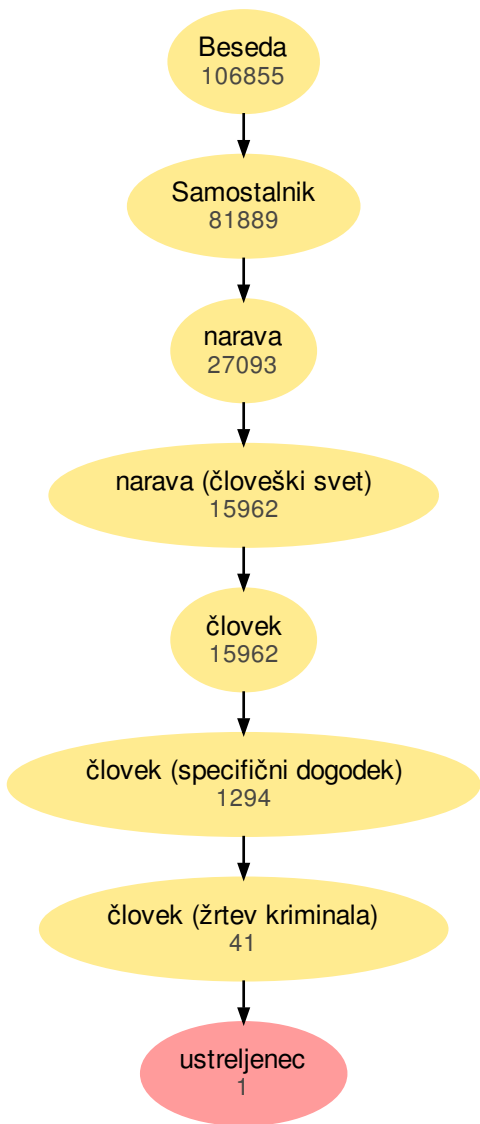 Beseda
106855
Samostalnik
81889
narava
27093
narava (človeški svet)
15962
človek
15962
človek (specifični dogodek)
1294
človek (žrtev kriminala)
41
ustreljenec
1